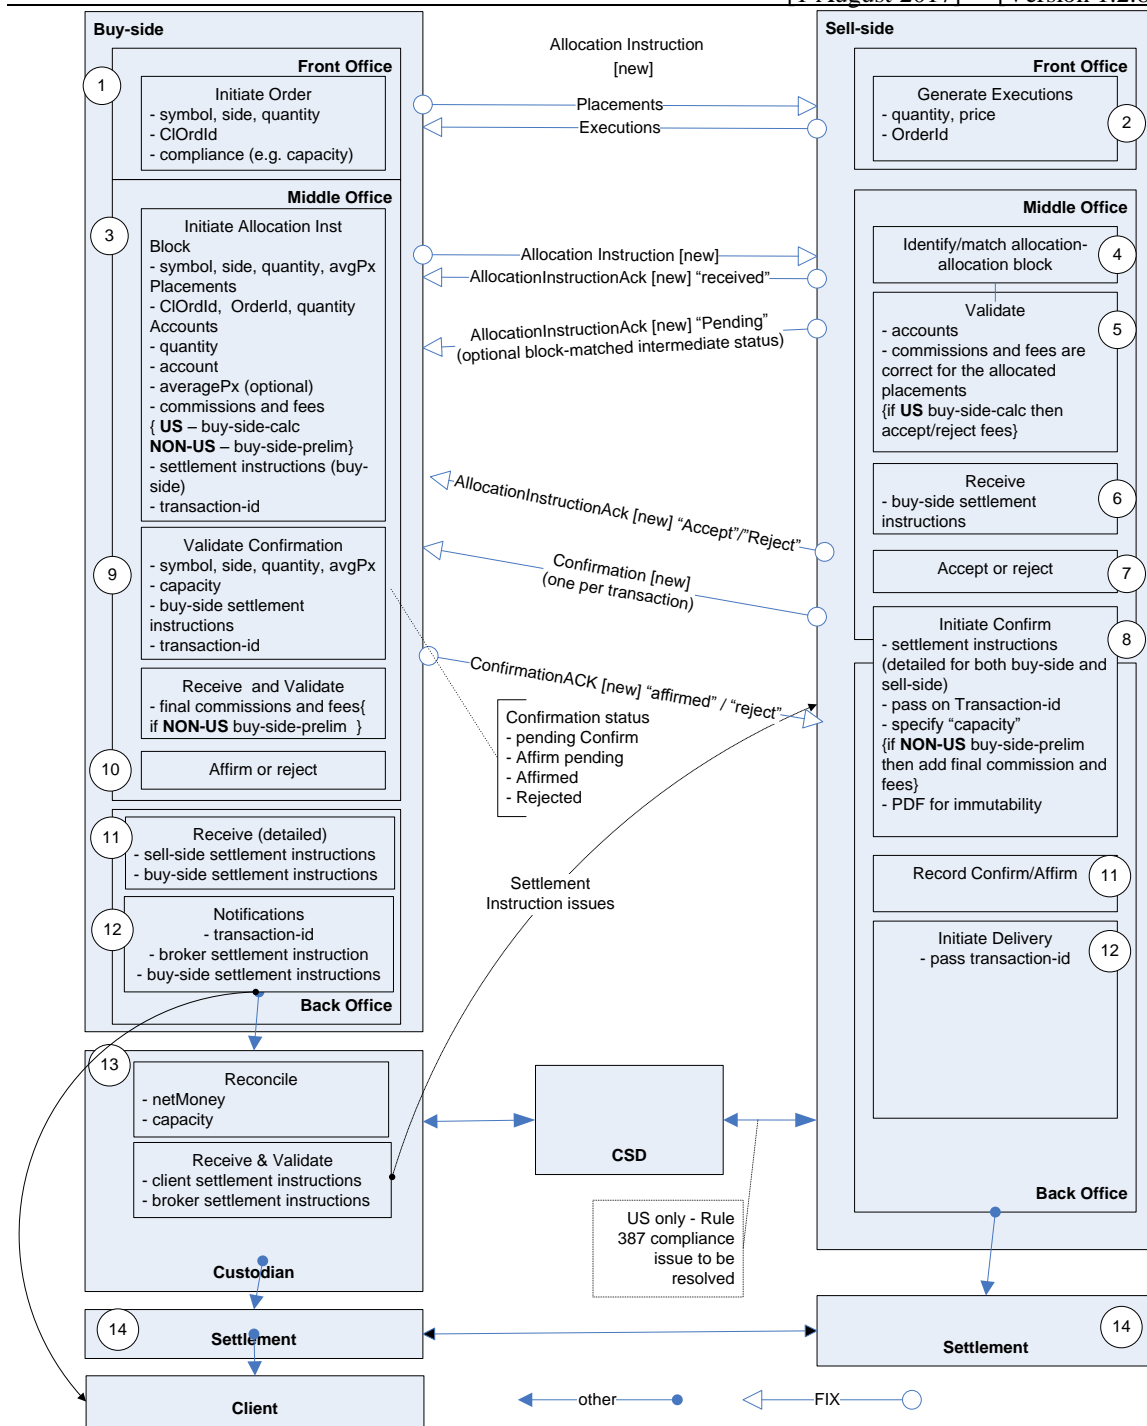 [1 August 2017]
[Version 1.2.8
Buy-side
Front Office
1
Initiate Order
- symbol, side, quantity
- ClOrdId
- compliance (e.g. capacity)
Middle Office
3
Initiate Allocation Inst
Block
- symbol, side, quantity, avgPx
Placements
- ClOrdId, OrderId, quantity
Accounts
- quantity
- account
- averagePx (optional)
- commissions and fees
{ US – buy-side-calc
NON-US – buy-side-prelim}
- settlement instructions (buy-
side)
- transaction-id
9
Validate Confirmation
- symbol, side, quantity, avgPx
- capacity
- buy-side settlement
instructions
- transaction-id
Receive and Validate
- final commissions and fees{
if NON-US buy-side-prelim }
10
Affirm or reject
11
Receive (detailed)
- sell-side settlement instructions
- buy-side settlement instructions
12
Notifications
- transaction-id
- broker settlement instruction
- buy-side settlement instructions
Back Office
13
Reconcile
- netMoney
- capacity
Receive & Validate
- client settlement instructions
- broker settlement instructions
Custodian
14
Settlement
Client
Allocation Instruction
[new]
Placements
Executions
Allocation Instruction [new]
AllocationInstructionAck [new] “received”
AllocationInstructionAck [new] “Pending”
(optional block-matched intermediate status)
AllocationInstructionAck [new] “Accept”/”Reject”
Confirmation [new]
(one per transaction)
ConfirmationACK [new] “affirmed” / “reject”
Confirmation status
- pending Confirm
- Affirm pending
- Affirmed
- Rejected
Settlement
Instruction issues
CSD
US only - Rule
387 compliance
issue to be
resolved
other
FIX
Sell-side
Front Office
Generate Executions
- quantity, price
- OrderId
2
Middle Office
Identify/match allocation-
allocation block
4
Validate
- accounts
- commissions and fees are
correct for the allocated
placements
{if US buy-side-calc then
accept/reject fees}
5
Receive
- buy-side settlement
instructions
6
Accept or reject
7
Initiate Confirm
- settlement instructions
(detailed for both buy-side and
sell-side)
- pass on Transaction-id
- specify “capacity”
{if NON-US buy-side-prelim
then add final commission and
fees}
- PDF for immutability
8
Record Confirm/Affirm
11
Initiate Delivery
- pass transaction-id
12
Back Office
14
Settlement